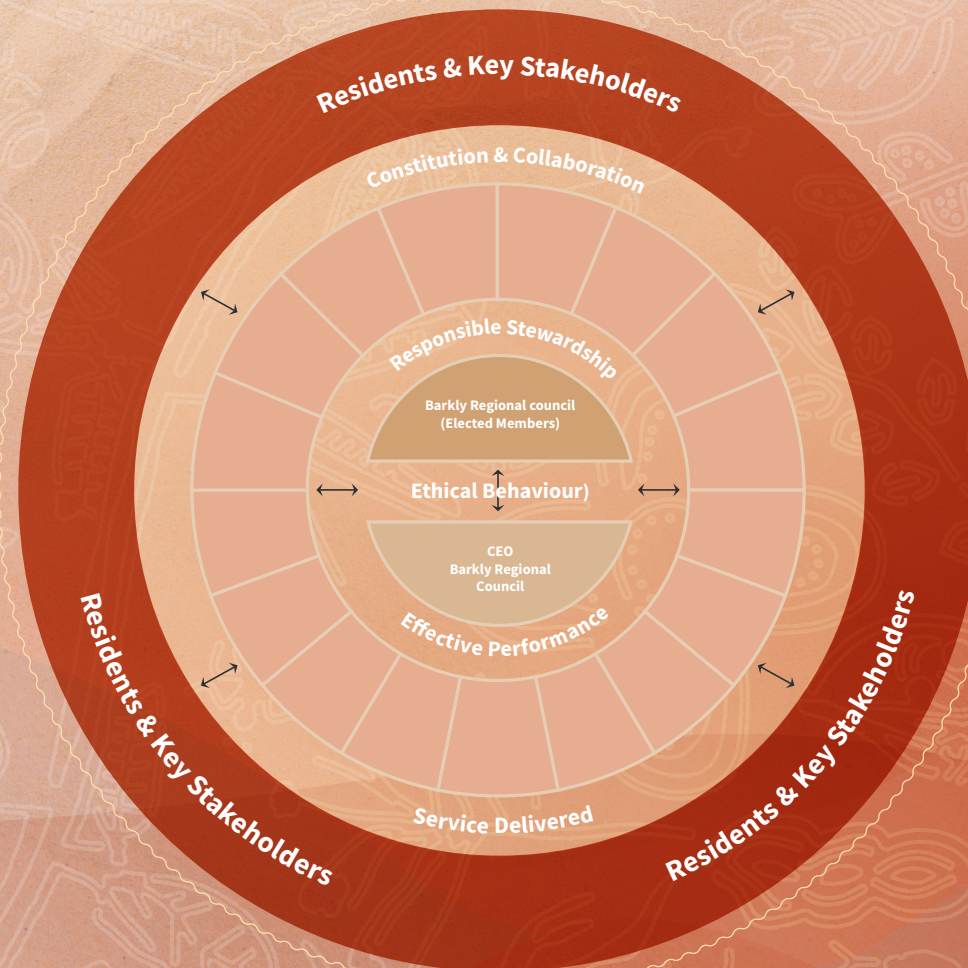 Residents & Key Stakeholders
Constitution & Collaboration
Responsible Stewardship
Barkly Regional council
(Elected Members)
Ethical Behaviour)
CEO
Barkly Regional
Council
Effective Performance
Service Delivered
Residents & Key Stakeholders
Residents & Key Stakeholders